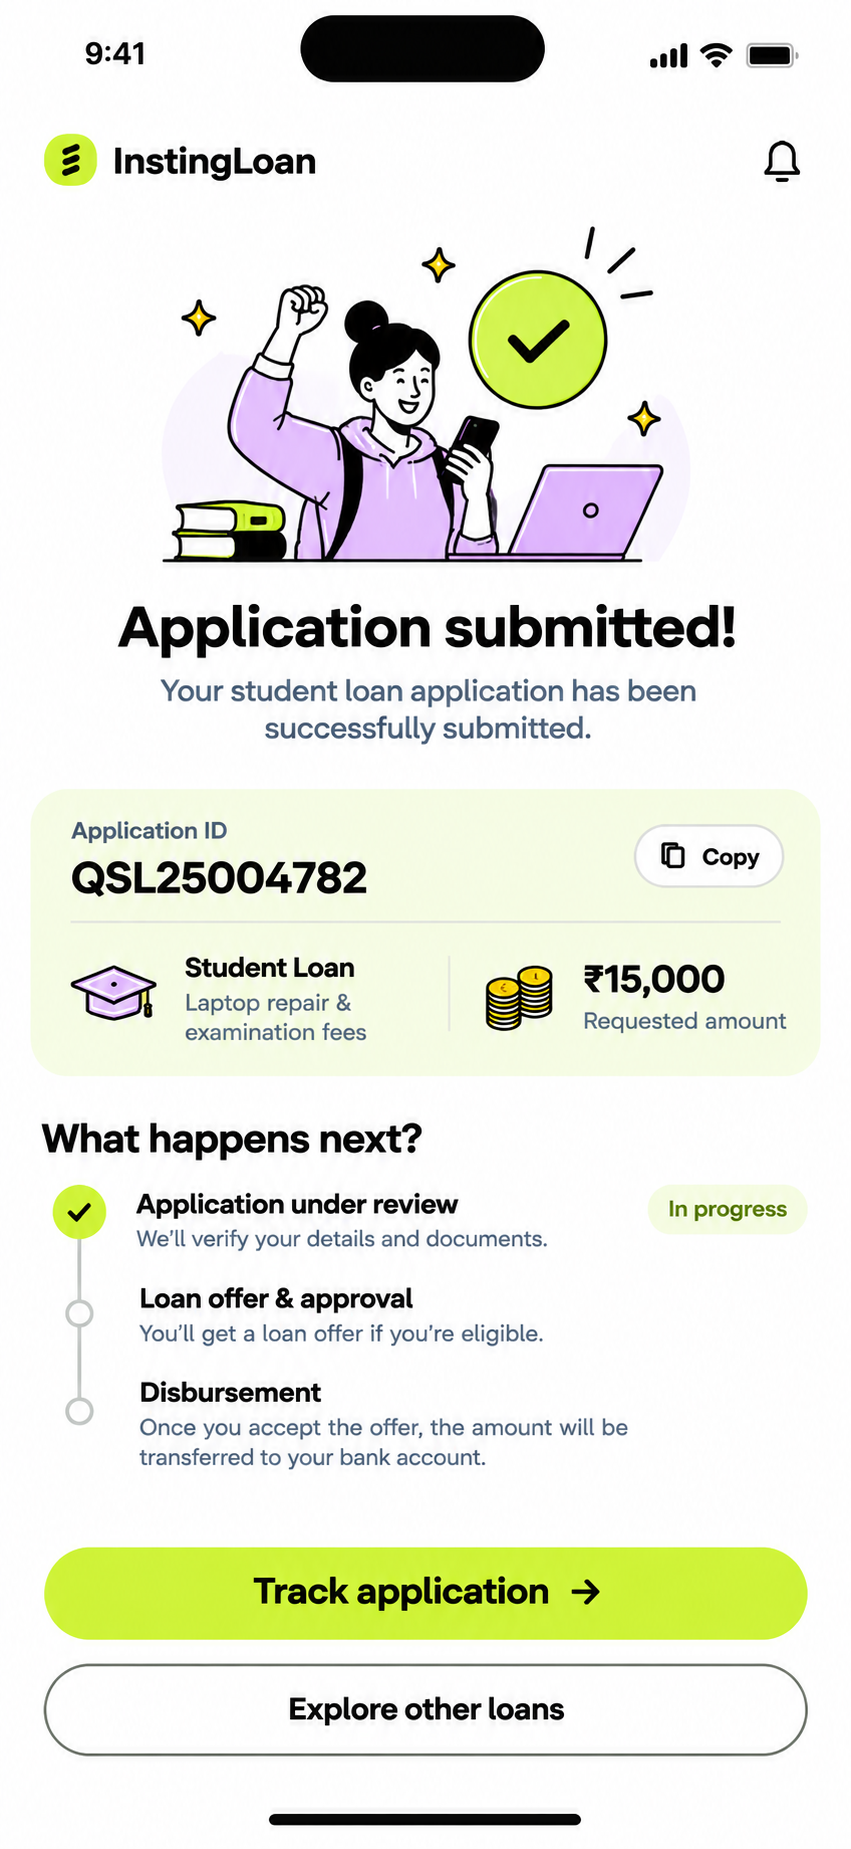 9:41
InstingLoan
Application submitted!
Your student loan application has been
successfully submitted.
Application ID
QSL25004782
Copy
Student Loan
Laptop repair &
examination fees
₹15,000
Requested amount
What happens next?
Application under review
In progress
We'll verify your details and documents.
Loan offer & approval
You'll get a loan offer if you're eligible.
Disbursement
Once you accept the offer, the amount will be
transferred to your bank account.
Track application →
Explore other loans